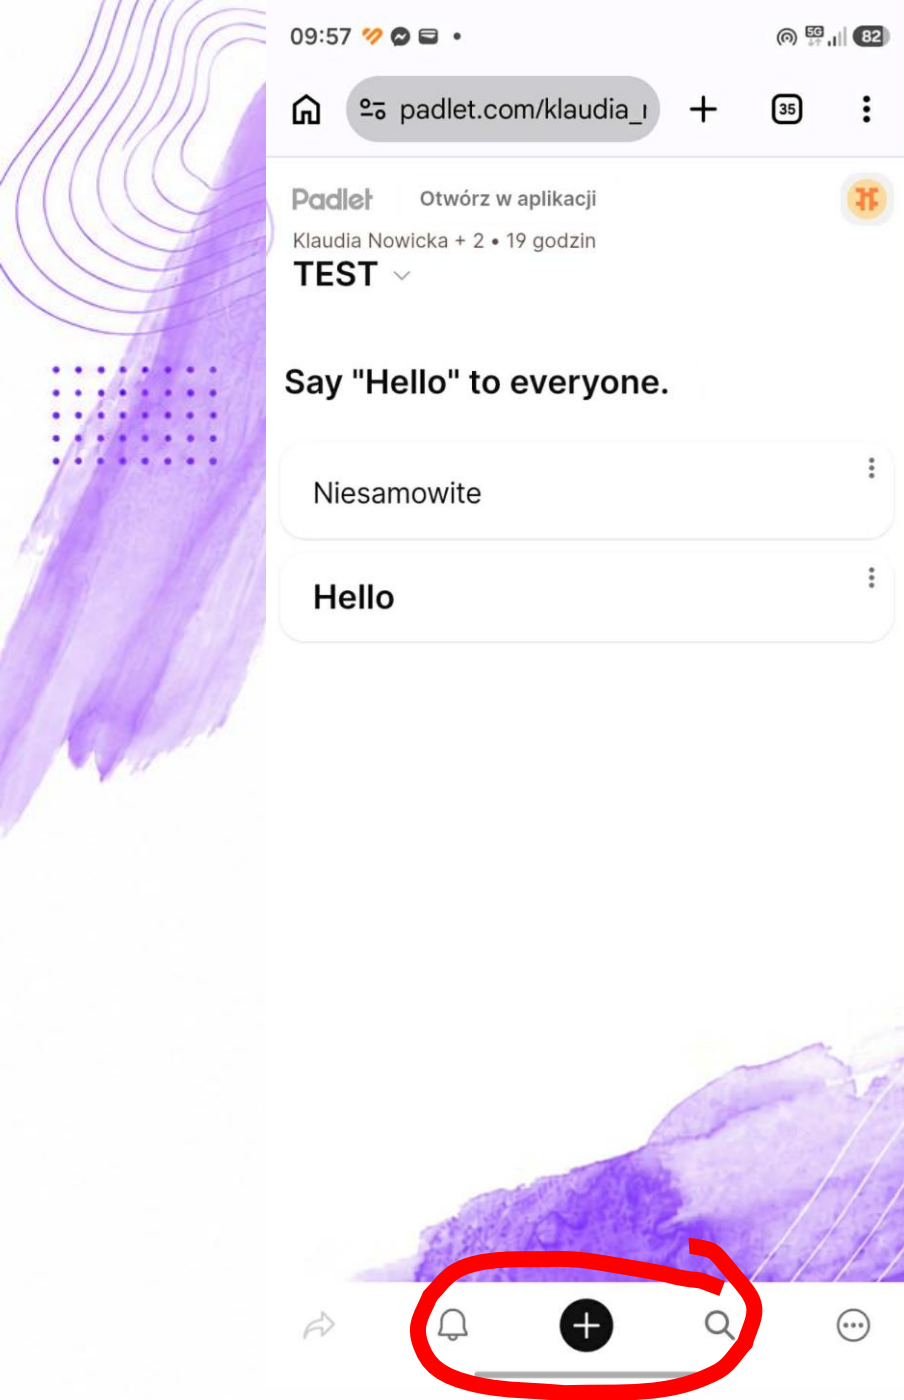 09:57
5G
82
padlet.com/klaudia_
35
Padlet
Otwórz w aplikacji
Klaudia Nowicka + 2 • 19 godzin
TEST
Say "Hello" to everyone.
Niesamowite
Hello